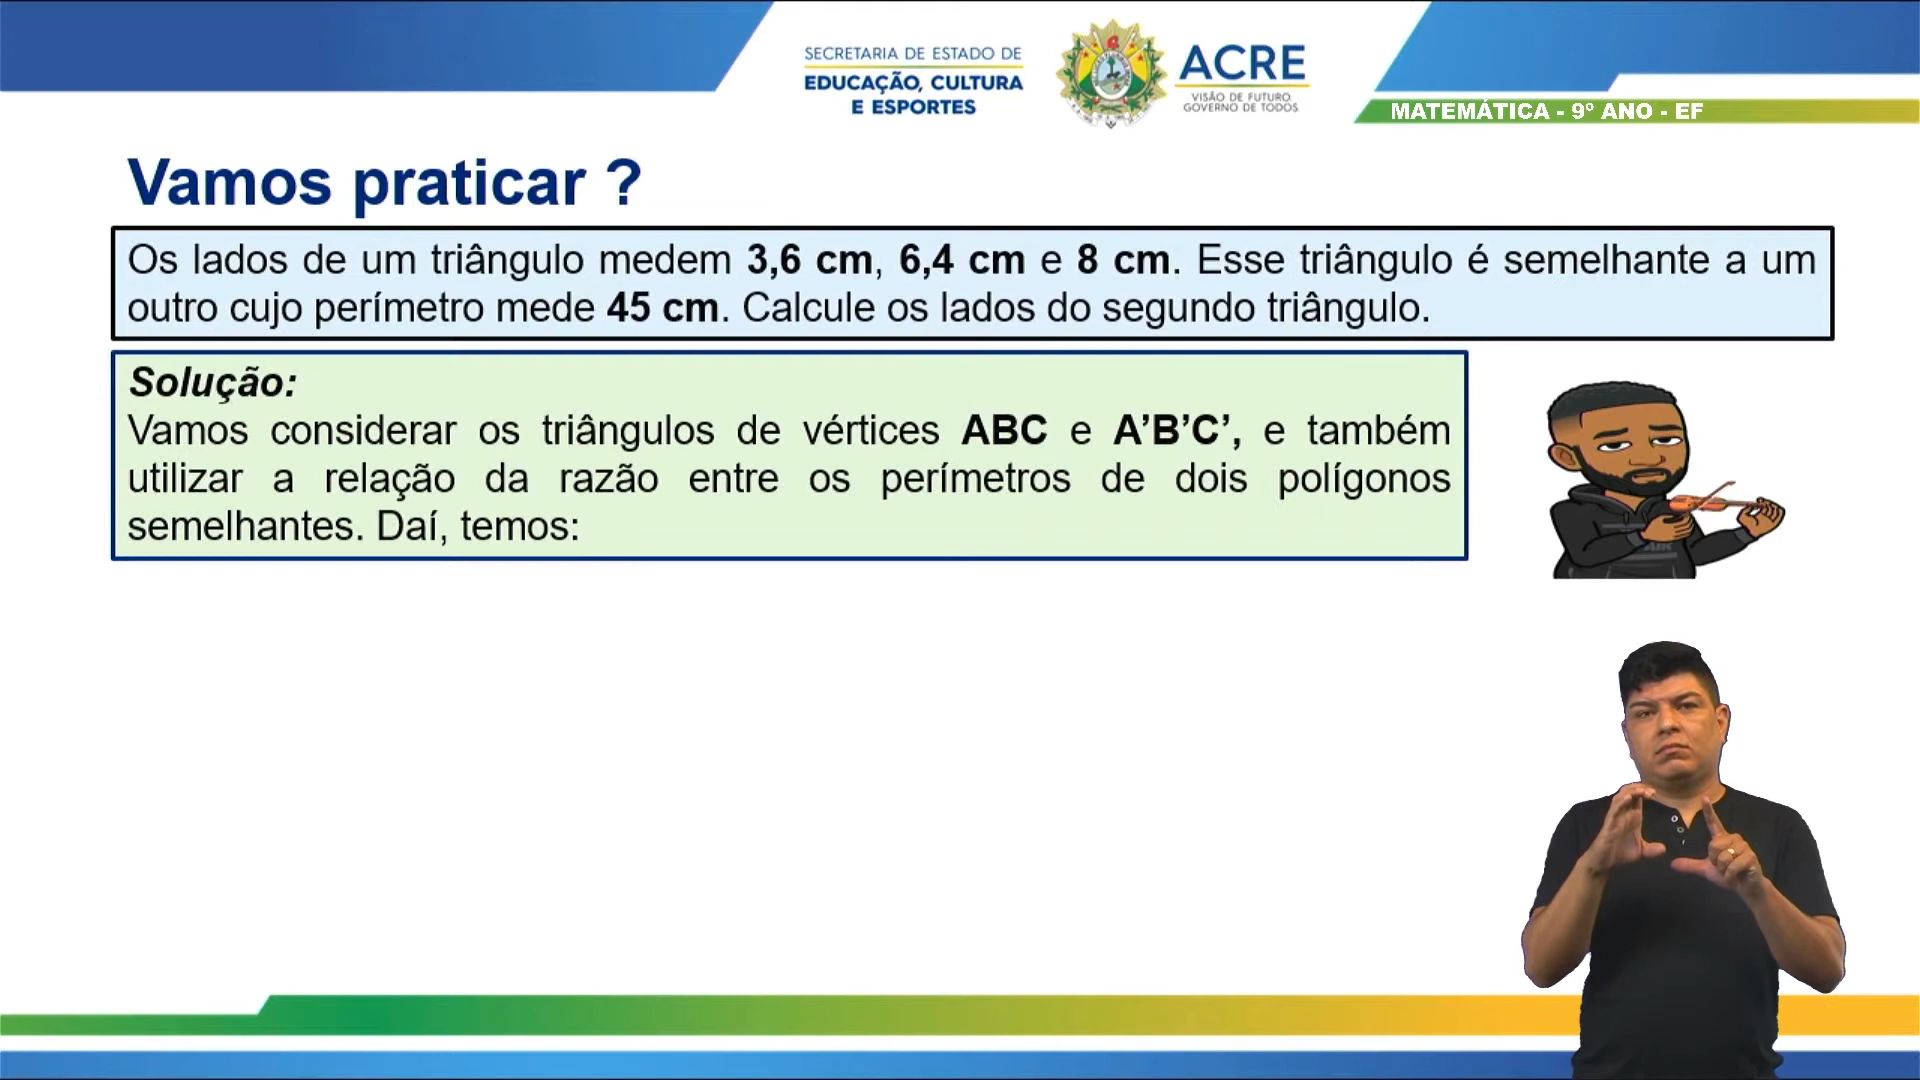 SECRETARIA DE ESTADO DE
EDUCAÇÃO, CULTURA
E ESPORTES
ACRE
VISÃO DE FUTURO.
GOVERNO DE TODOS.
MATEMÁTICA - 9º ANO - EF
Vamos praticar ?
Os lados de um triângulo medem 3,6 cm, 6,4 cm e 8 cm. Esse triângulo é semelhante a um
outro cujo perímetro mede 45 cm. Calcule os lados do segundo triângulo.
Solução:
Vamos considerar os triângulos de vértices ABC e A’B’C’, e também
utilizar a relação da razão entre os perímetros de dois polígonos
semelhantes. Daí, temos: